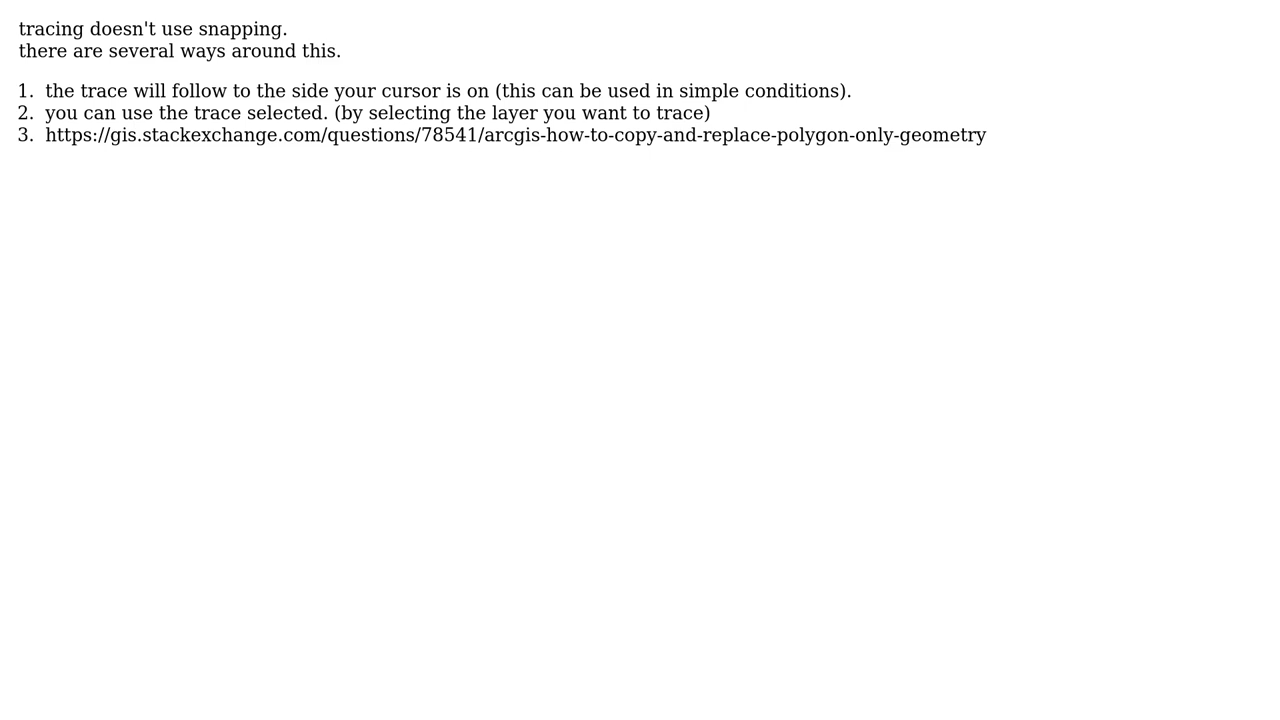 tracing doesn't use snapping.
there are several ways around this.
1. the trace will follow to the side your cursor is on (this can be used in simple conditions).
2. you can use the trace selected. (by selecting the layer you want to trace)
3. https://gis.stackexchange.com/questions/78541/arcgis-how-to-copy-and-replace-polygon-only-geometry